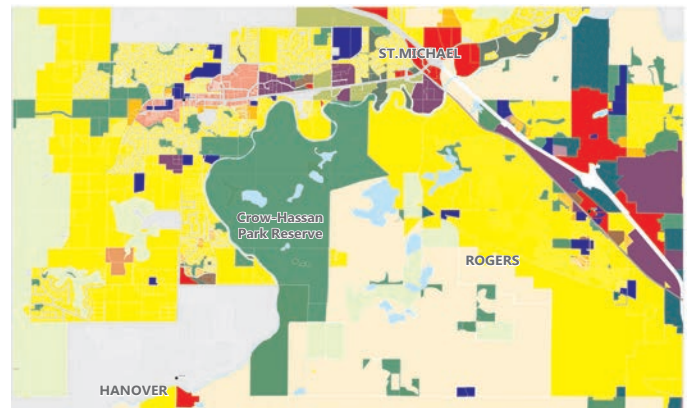 ST.MICHAEL
Crow-Hassan
Park Reserve
ROGERS
HANOVER